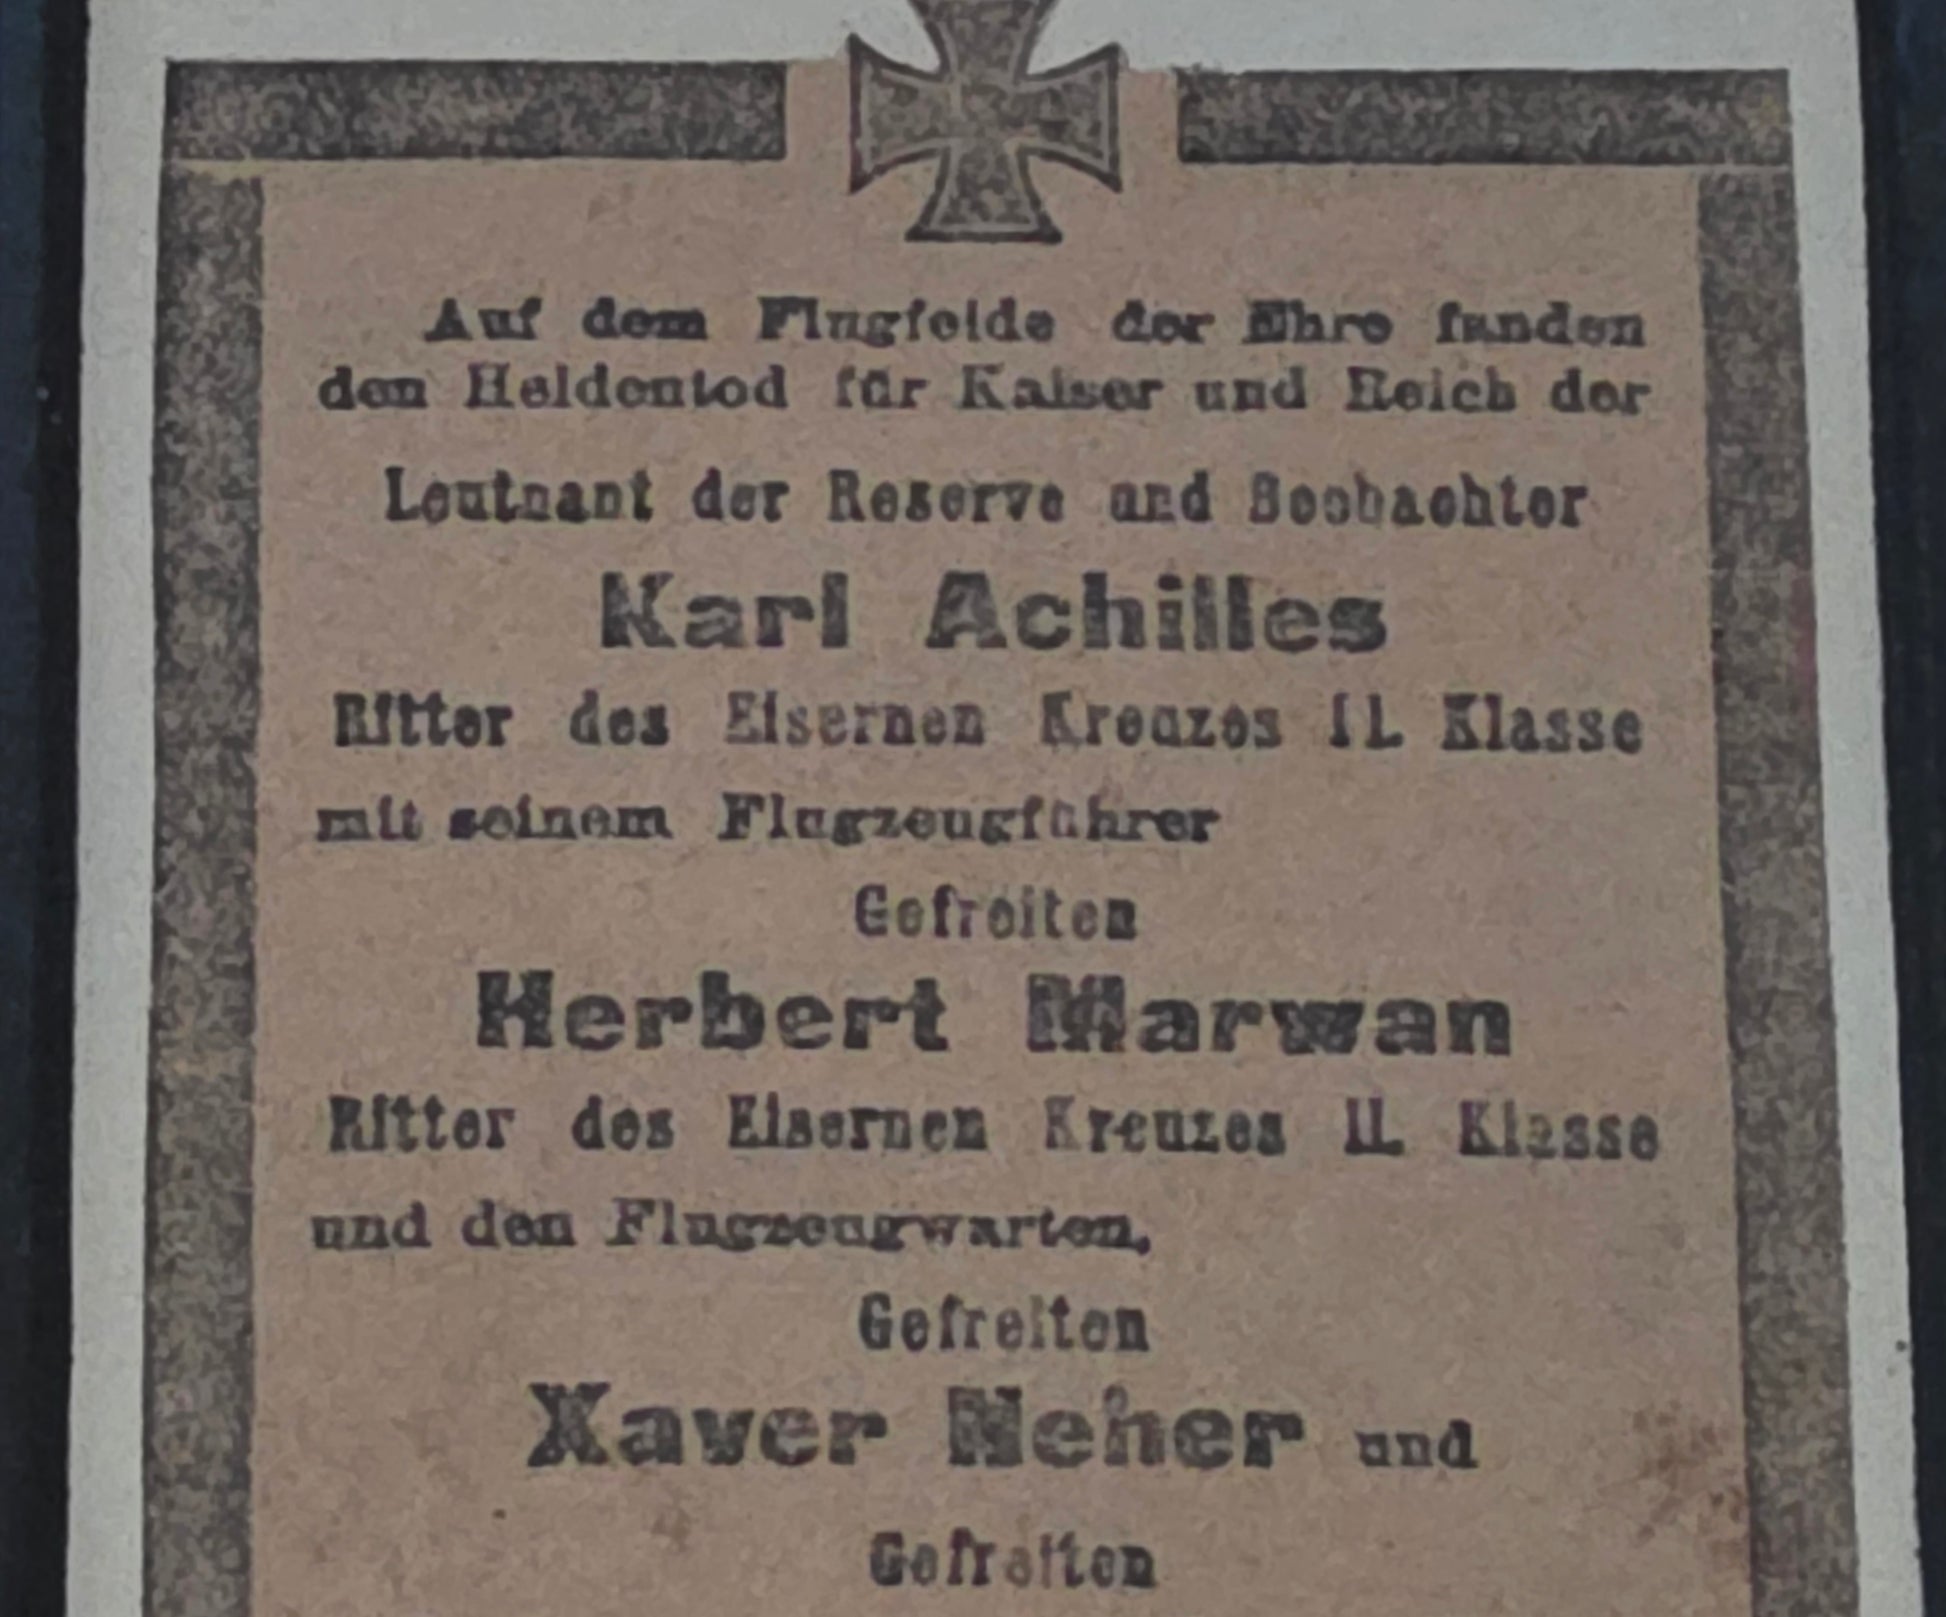 Auf dem Flugfelde der Ehre fanden
den Heldentod für Kaiser und Reich der
Leutnant der Reserve und Beobachter
Karl Achilles
Ritter des Eisernen Kreuzes II. Klasse
mit seinem Flugzeugführer
Gefreiten
Herbert Marwan
Ritter des Eisernen Kreuzes II. Klasse
und den Flugzeugwarten,
Gefreiten
Xaver Neher und
Gefreiten